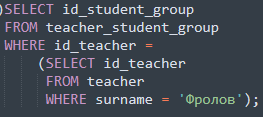 )SELECT id_student_group
FROM teacher_student_group
WHERE id_teacher =
(SELECT id_teacher
FROM teacher
WHERE surname = 'Фролов');